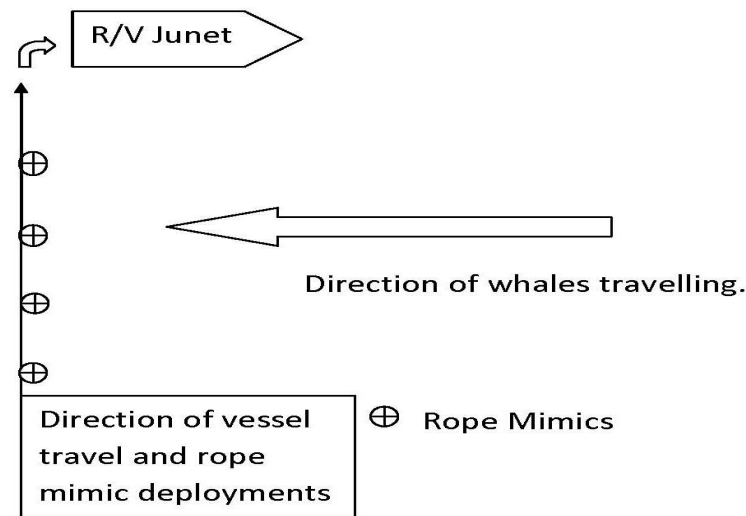 R/V Junet
Direction of whales travelling.
Direction of vessel
travel and rope
mimic deployments
Rope Mimics